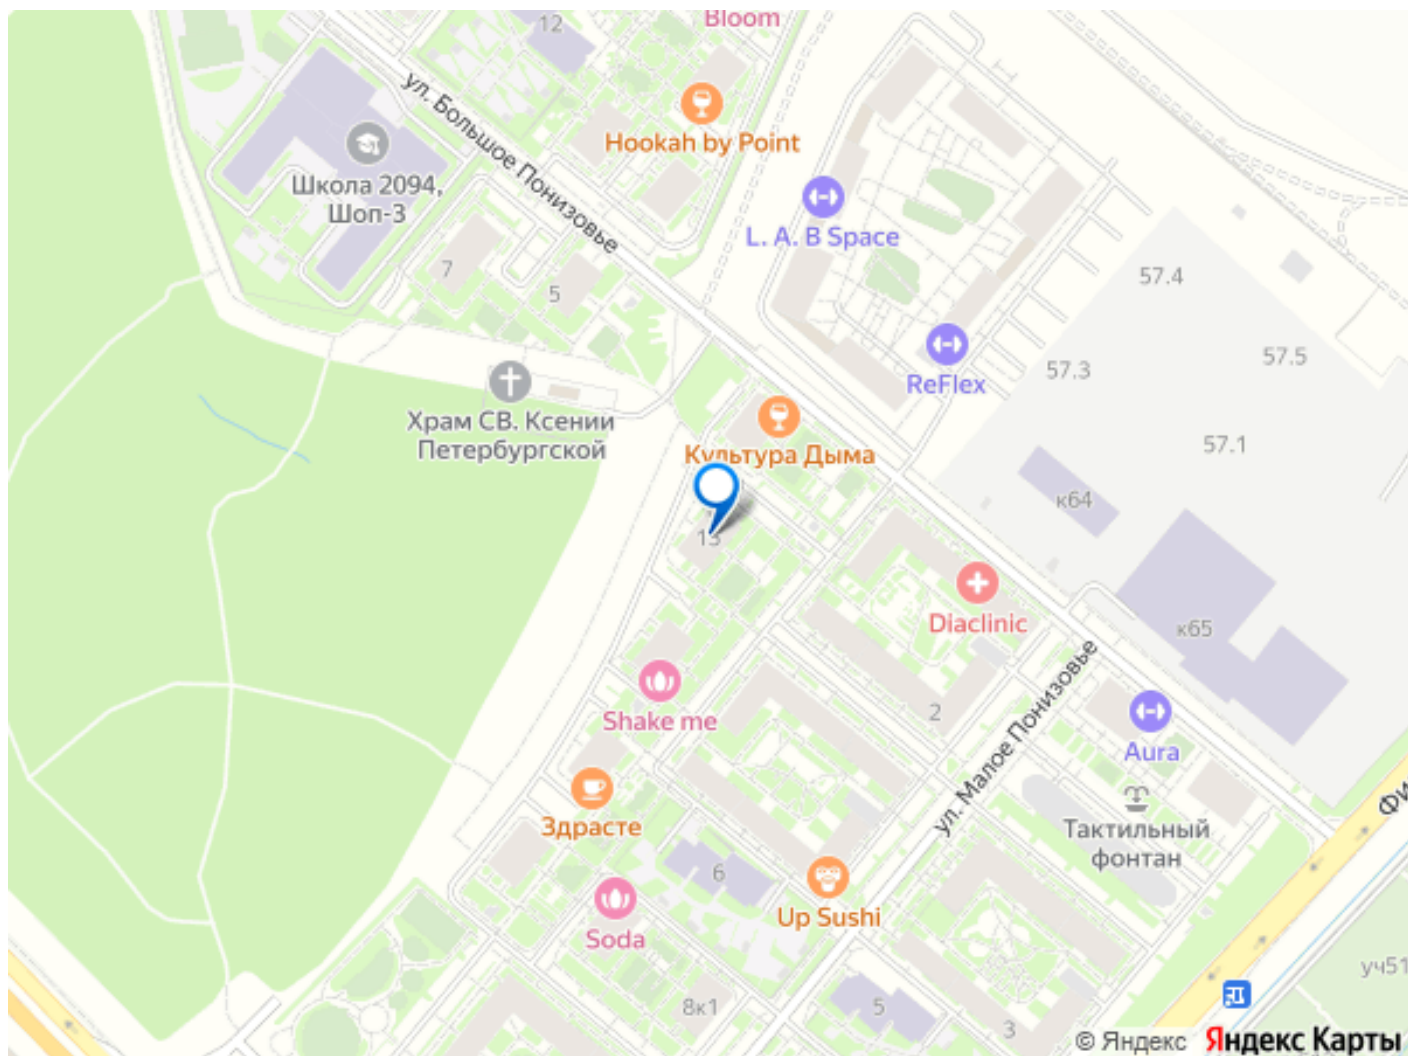 Bloom
12
ул. Большое Понизовье
Hookah by Point
Школа 2094,
Шоп-3
L. A. B Space
7
5
57.4
57.5
57.3
57.1
ReFlex
Храм СВ. Ксении
Петербургской
Культура Дыма
к64
13
Diaclinic
к65
Shake me
2
ул. Малое Понизовье
Aura
Здрасте
Тактильный
фонтан
6
Up Sushi
Soda
уч51
8к1
5
3
© Яндекс Яндекс Карты